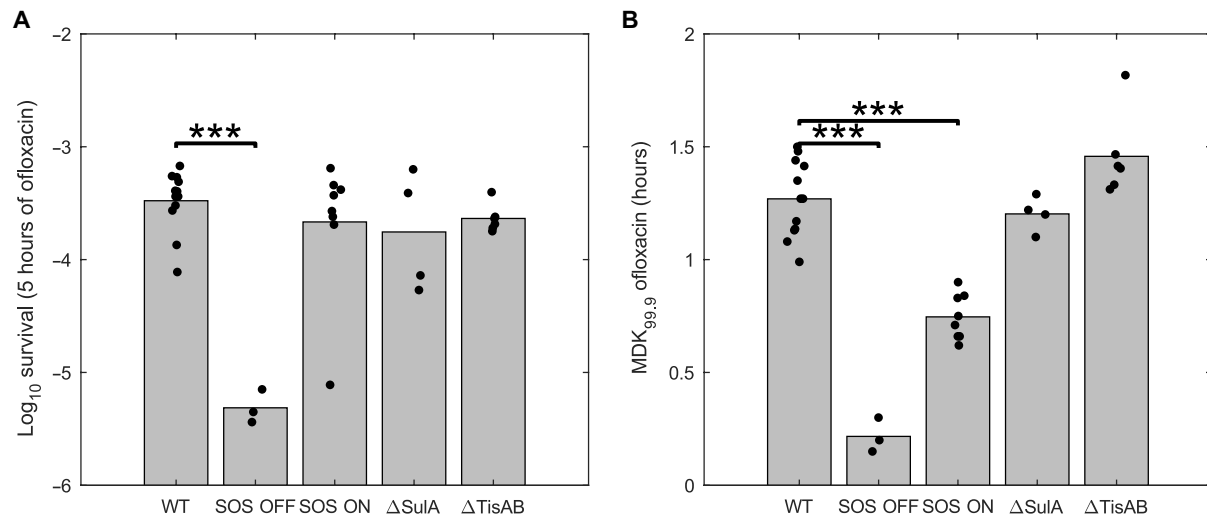 A
Log10 survival (5 hours of ofloxacin)
−2
−3
−4
−5
−6
***
WT
SOS OFF
SOS ON
ΔSulA
ΔTisAB
B
MDK99.9 ofloxacin (hours)
2
1.5
1
0.5
0
***
***
WT
SOS OFF
SOS ON
ΔSulA
ΔTisAB